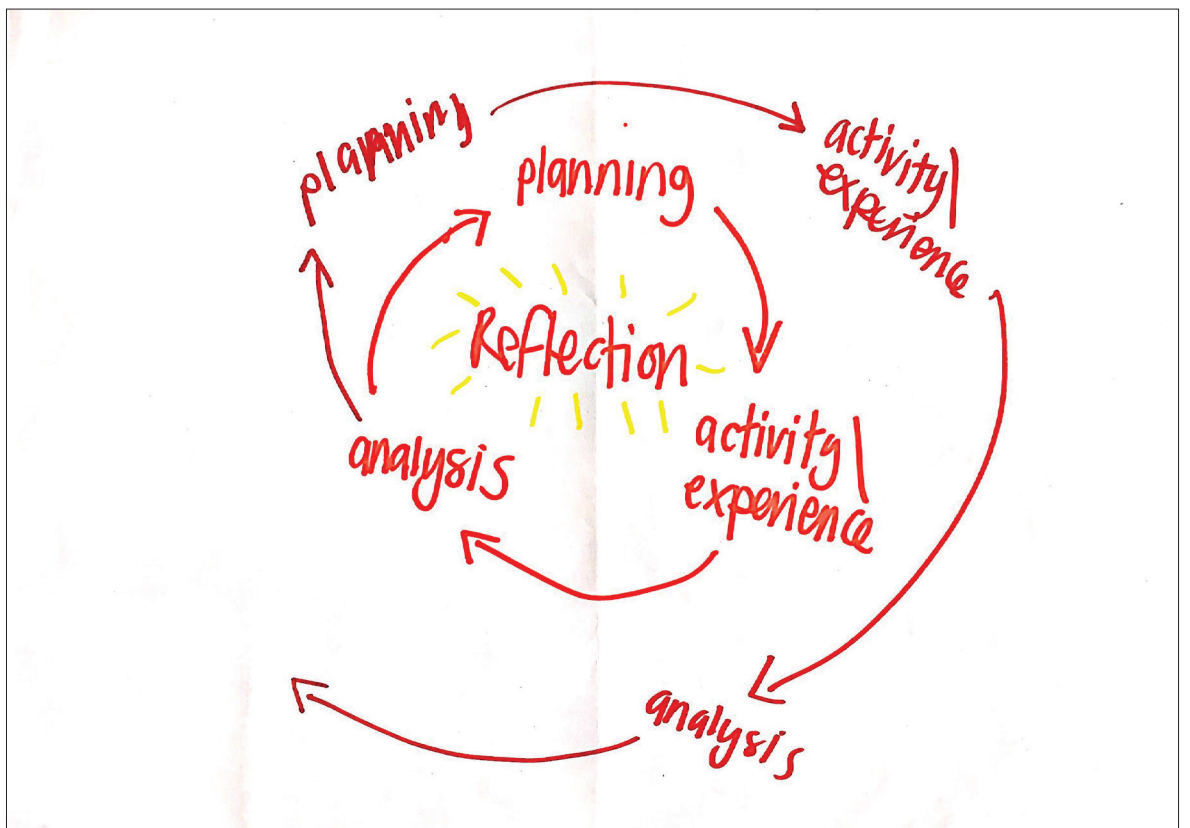 planning
activity/
experience
planning
Reflection
activity/
experience
analysis
analysis